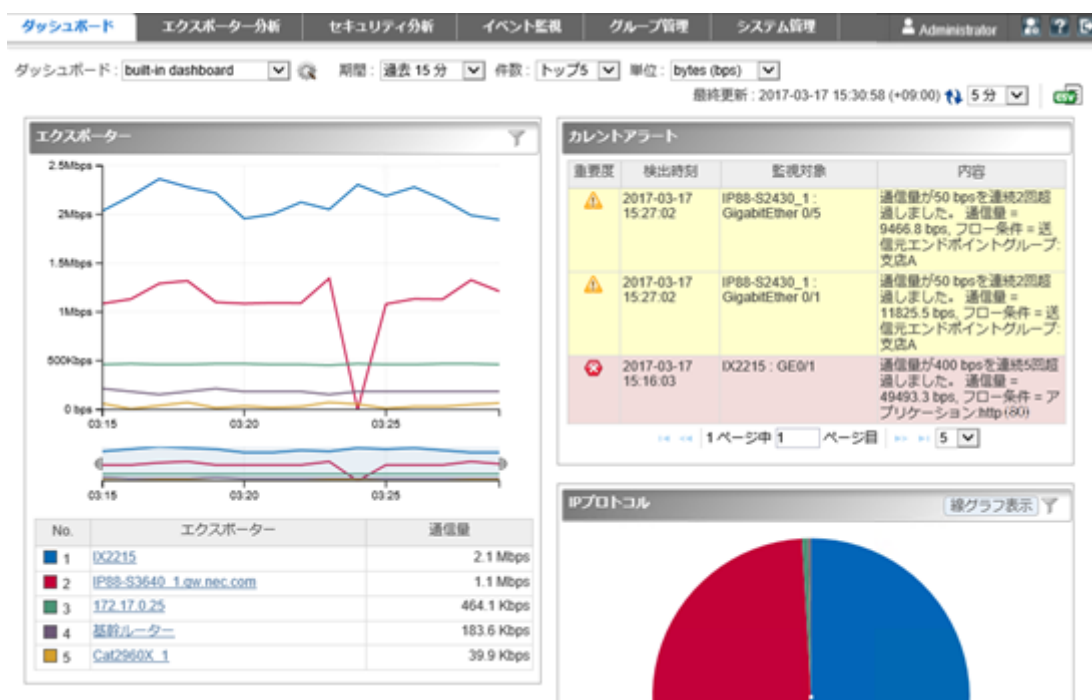 ダッシュボード エクスポーター分析 セキュリティ分析 イベント監視 グループ管理 システム管理 Administrator ?
ダッシュボード : built-in dashboard 期間 : 過去 15 分 件数 : トップ5 単位 : bytes (bps)
最終更新 : 2017-03-17 15:30:58 (+09:00) 5 分 CSV
エクスポーター
2.5Mbps
2Mbps
1.5Mbps
1Mbps
500Kbps
0 bps
03:15 03:20 03:25
03:15 03:20 03:25
No. エクスポーター 通信量
1 IX2215 2.1 Mbps
2 IP88-S3640_1.gw.nec.com 1.1 Mbps
3 172.17.0.25 464.1 Kbps
4 基幹ルーター 183.6 Kbps
5 Cat2960X_1 39.9 Kbps
カレントアラート
重要度 検出時刻 監視対象 内容
2017-03-17 IP88-S2430_1 : 通信量が50 bpsを連続2回超
15:27:02 GigabitEther 0/5 過しました。 通信量 =
9466.8 bps, フロー条件 = 送
信元エンドポイントグループ:
支店A
2017-03-17 IP88-S2430_1 : 通信量が50 bpsを連続2回超
15:27:02 GigabitEther 0/1 過しました。 通信量 =
11825.5 bps, フロー条件 = 送
信元エンドポイントグループ:
支店A
2017-03-17 IX2215 : GE0/1 通信量が400 bpsを連続5回超
15:16:03 過しました。 通信量 =
49493.3 bps, フロー条件 = ア
プリケーション:http(80)
1 ページ中 1 ページ目 5
IPプロトコル 線グラフ表示